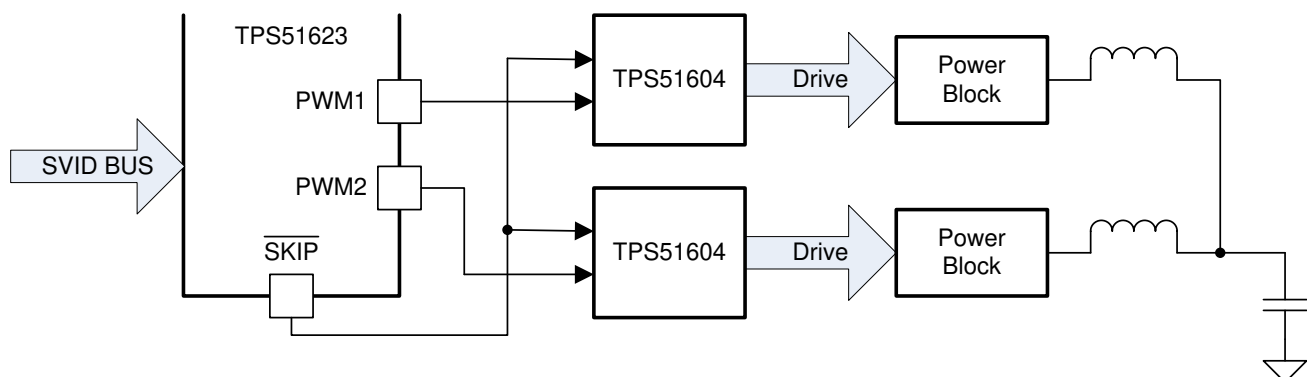 TPS51623
PWM1
TPS51604
Drive
Power
Block
SVID BUS
PWM2
SKIP
TPS51604
Drive
Power
Block